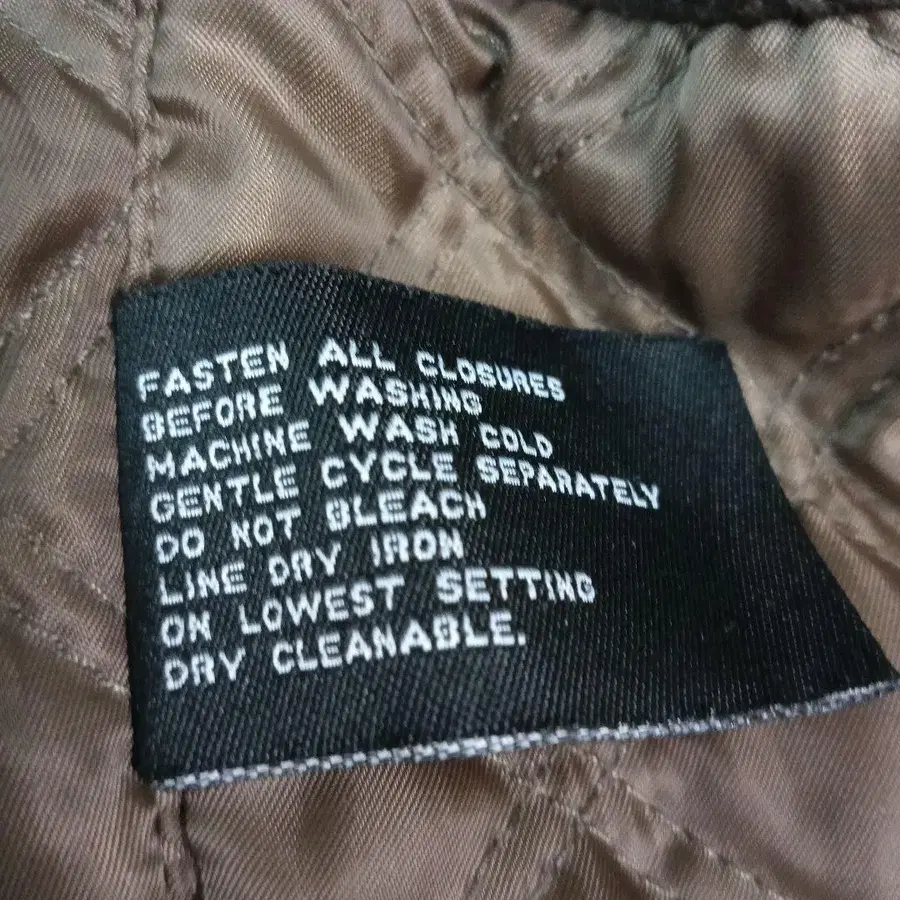 FASTEN ALL CLOSURES
BEFORE WASHING
MACHINE WASH COLD
GENTLE CYCLE SEPARATELY
DO NOT BLEACH
LINE DRY IRON
ON LOWEST SETTING
DRY CLEANABLE.